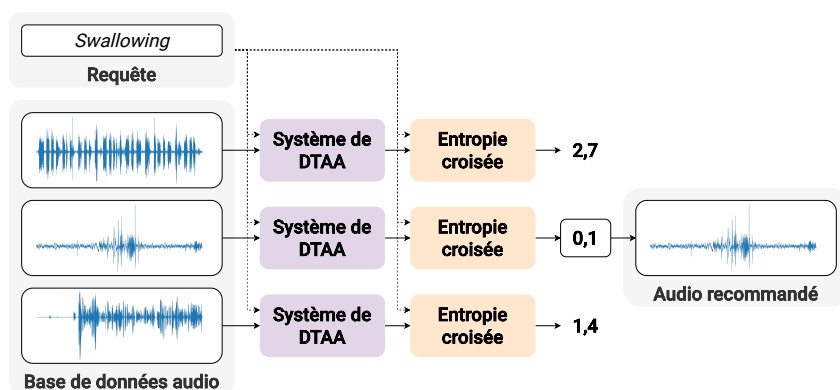 Swallowing
Requête
Système de
DTAA
Entropie
croisée
2,7
Système de
DTAA
Entropie
croisée
0,1
Audio recommandé
Système de
DTAA
Entropie
croisée
1,4
Base de données audio